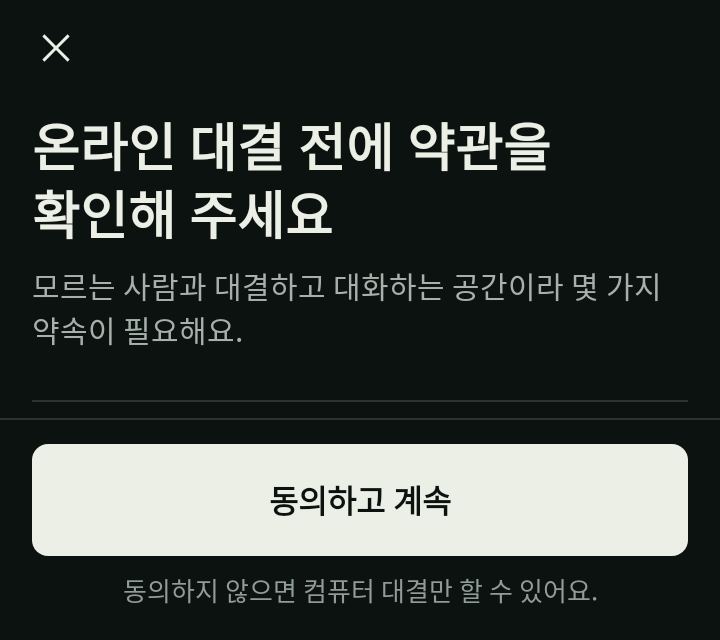 온라인 대결 전에 약관을
확인해 주세요
모르는 사람과 대결하고 대화하는 공간이라 몇 가지
약속이 필요해요.
동의하고 계속
동의하지 않으면 컴퓨터 대결만 할 수 있어요.